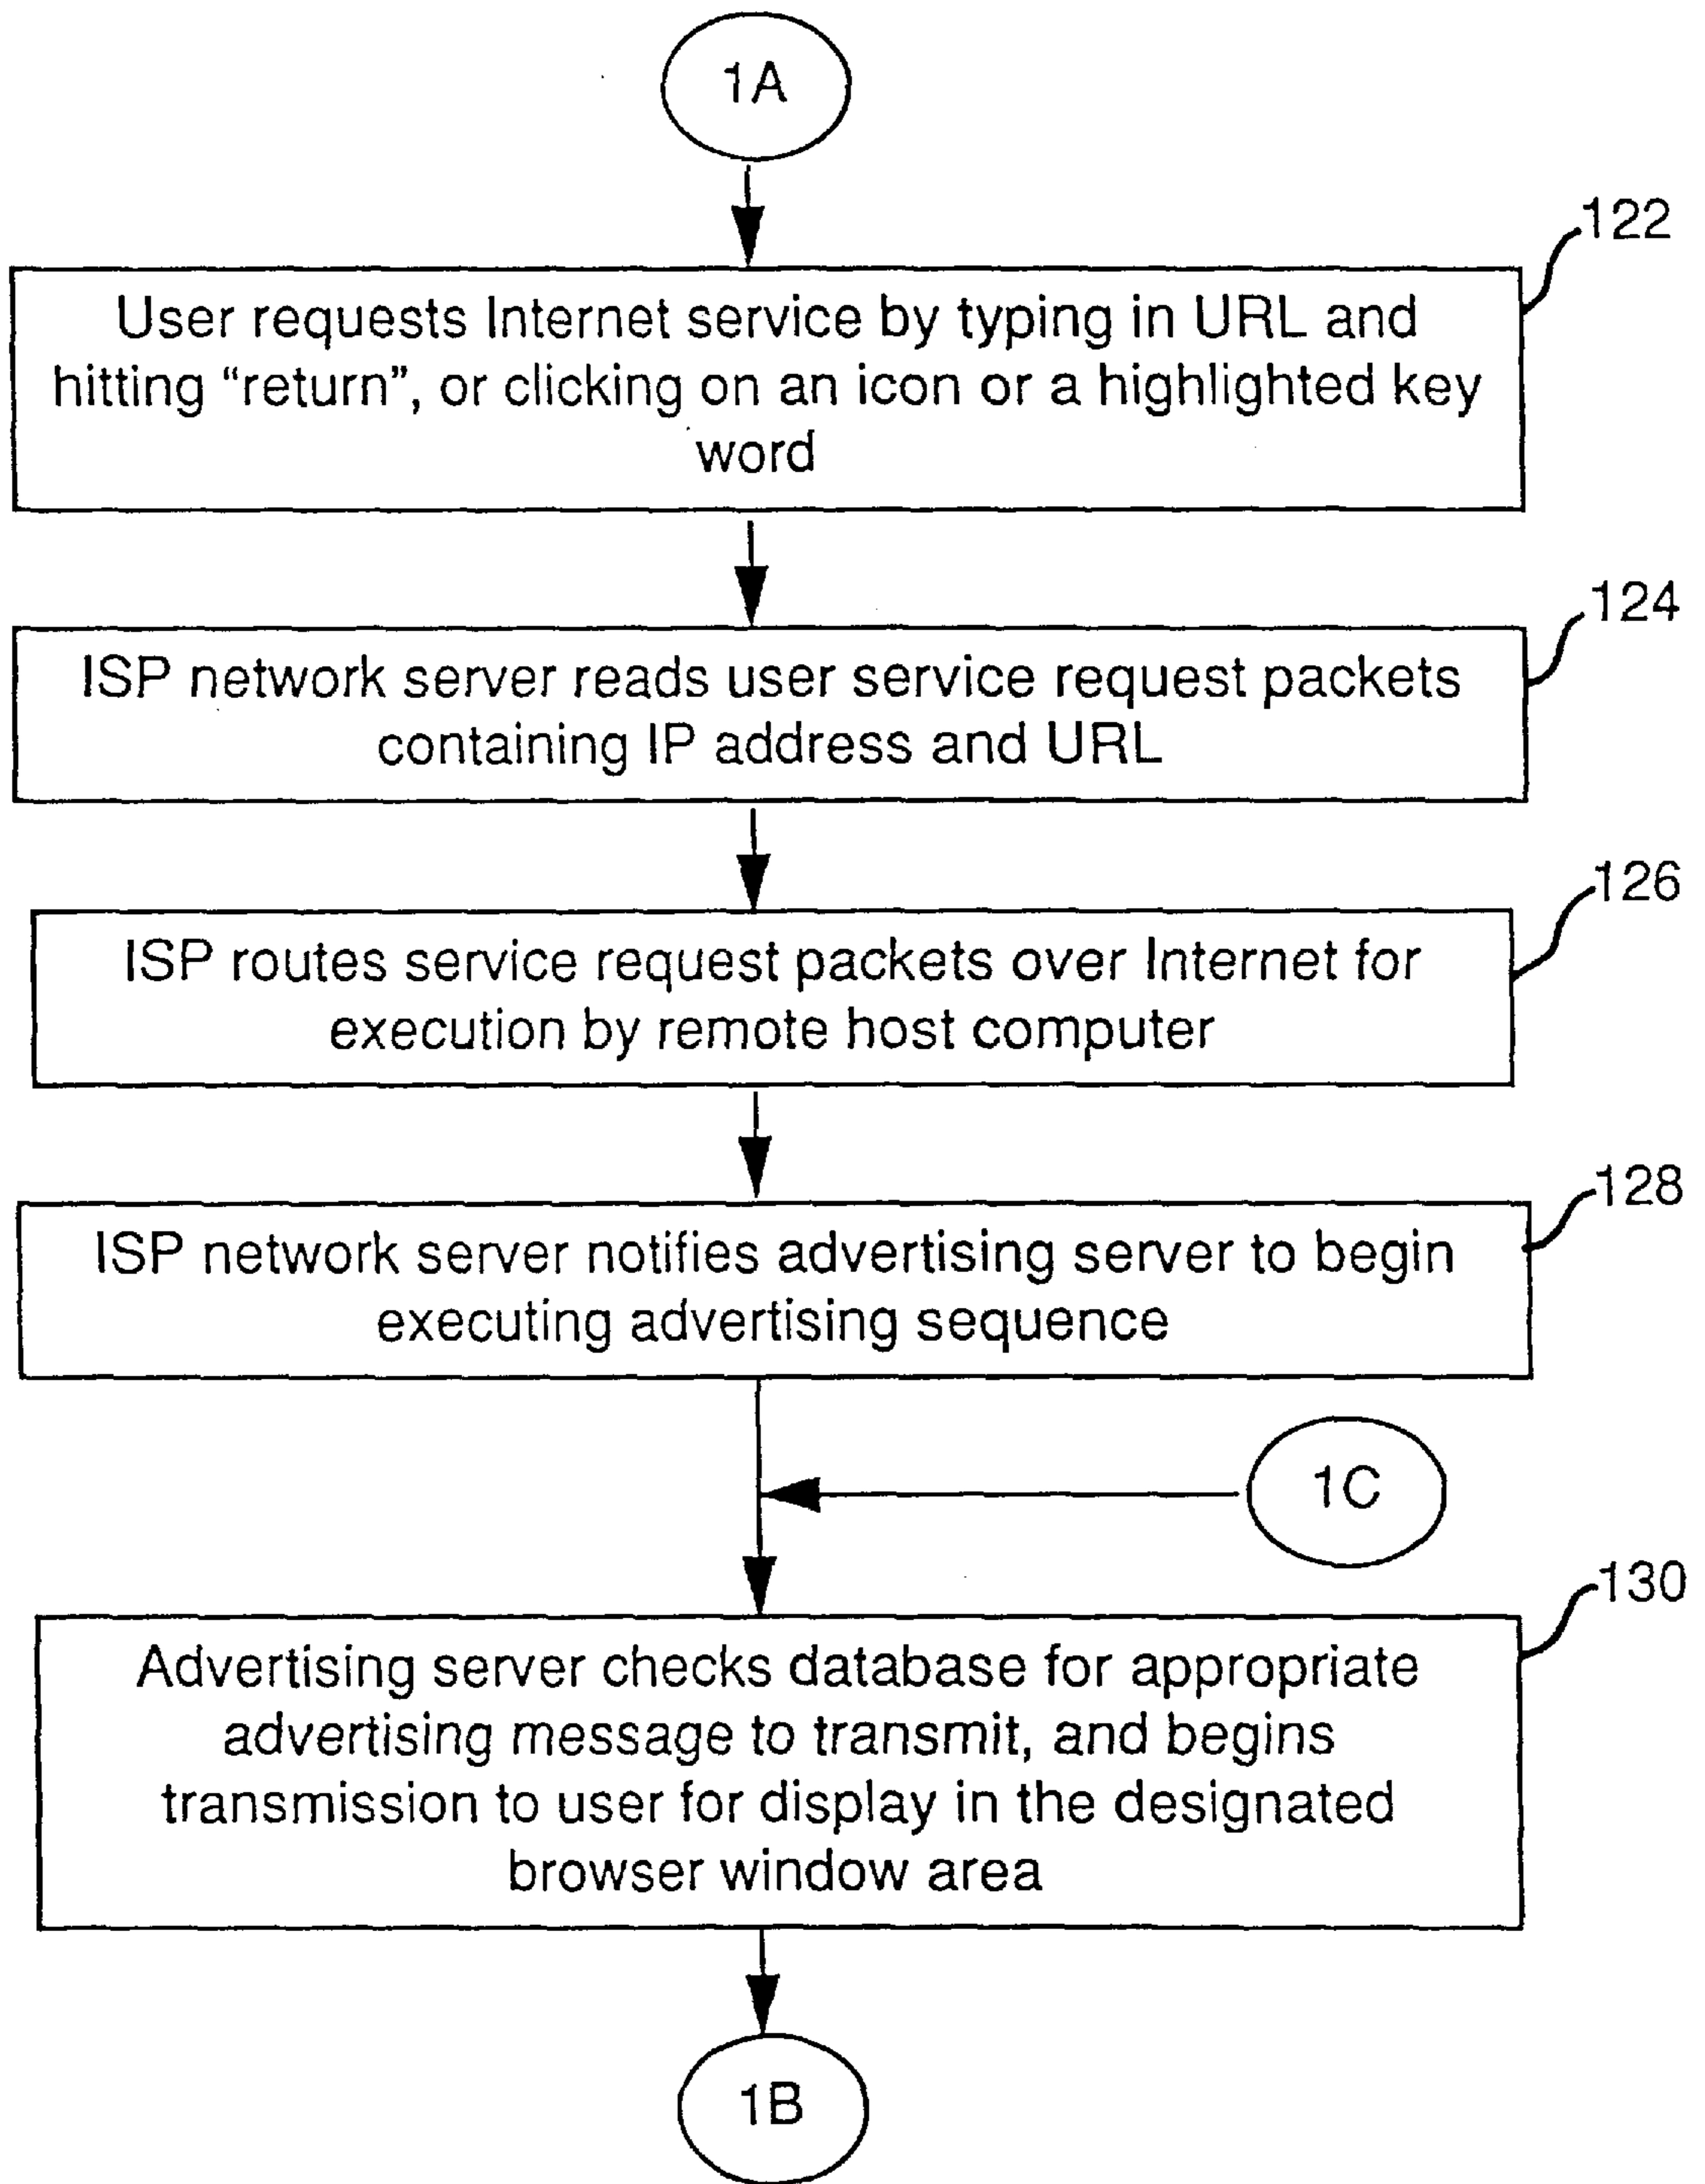 1A
122
User requests Internet service by typing in URL and
hitting “return”, or clicking on an icon or a highlighted key
word
124
ISP network server reads user service request packets
containing IP address and URL
126
ISP routes service request packets over Internet for
execution by remote host computer
128
ISP network server notifies advertising server to begin
executing advertising sequence
1C
130
Advertising server checks database for appropriate
advertising message to transmit, and begins
transmission to user for display in the designated
browser window area
1B